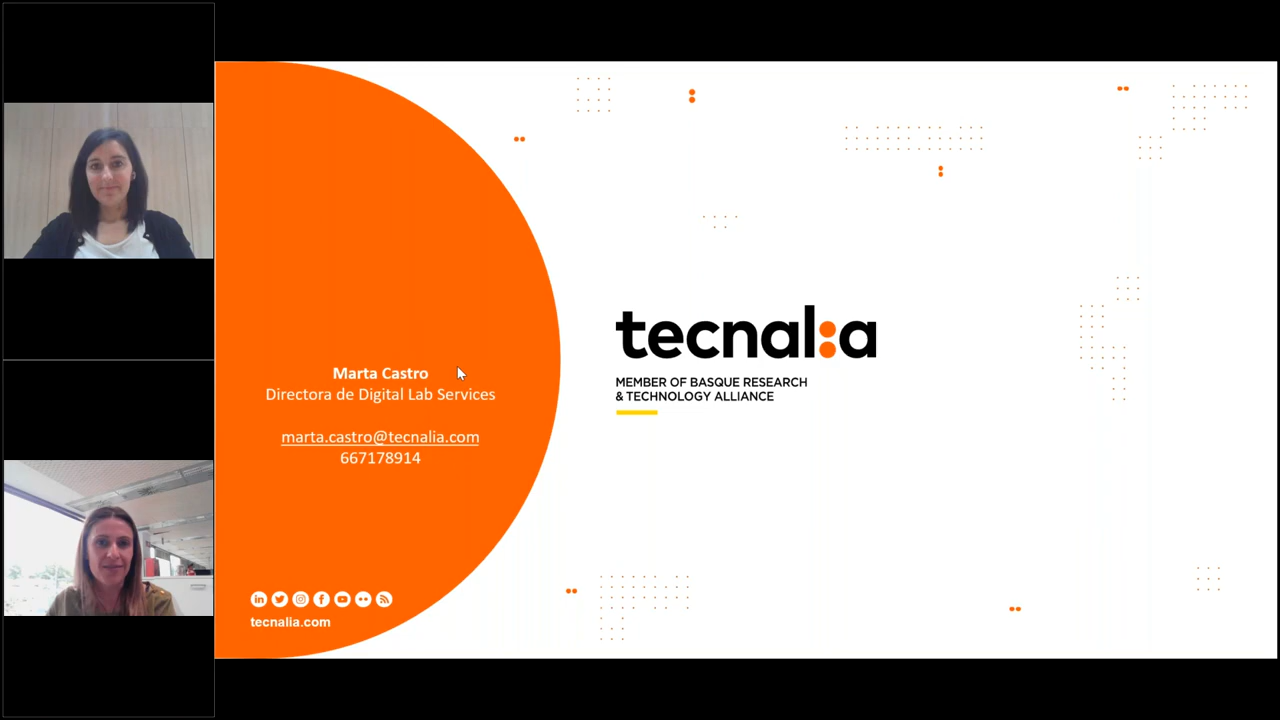 Marta Castro
Directora de Digital Lab Services
marta.castro@tecnalia.com
667178914
tecnalia.com
tecnalia
MEMBER OF BASQUE RESEARCH
& TECHNOLOGY ALLIANCE